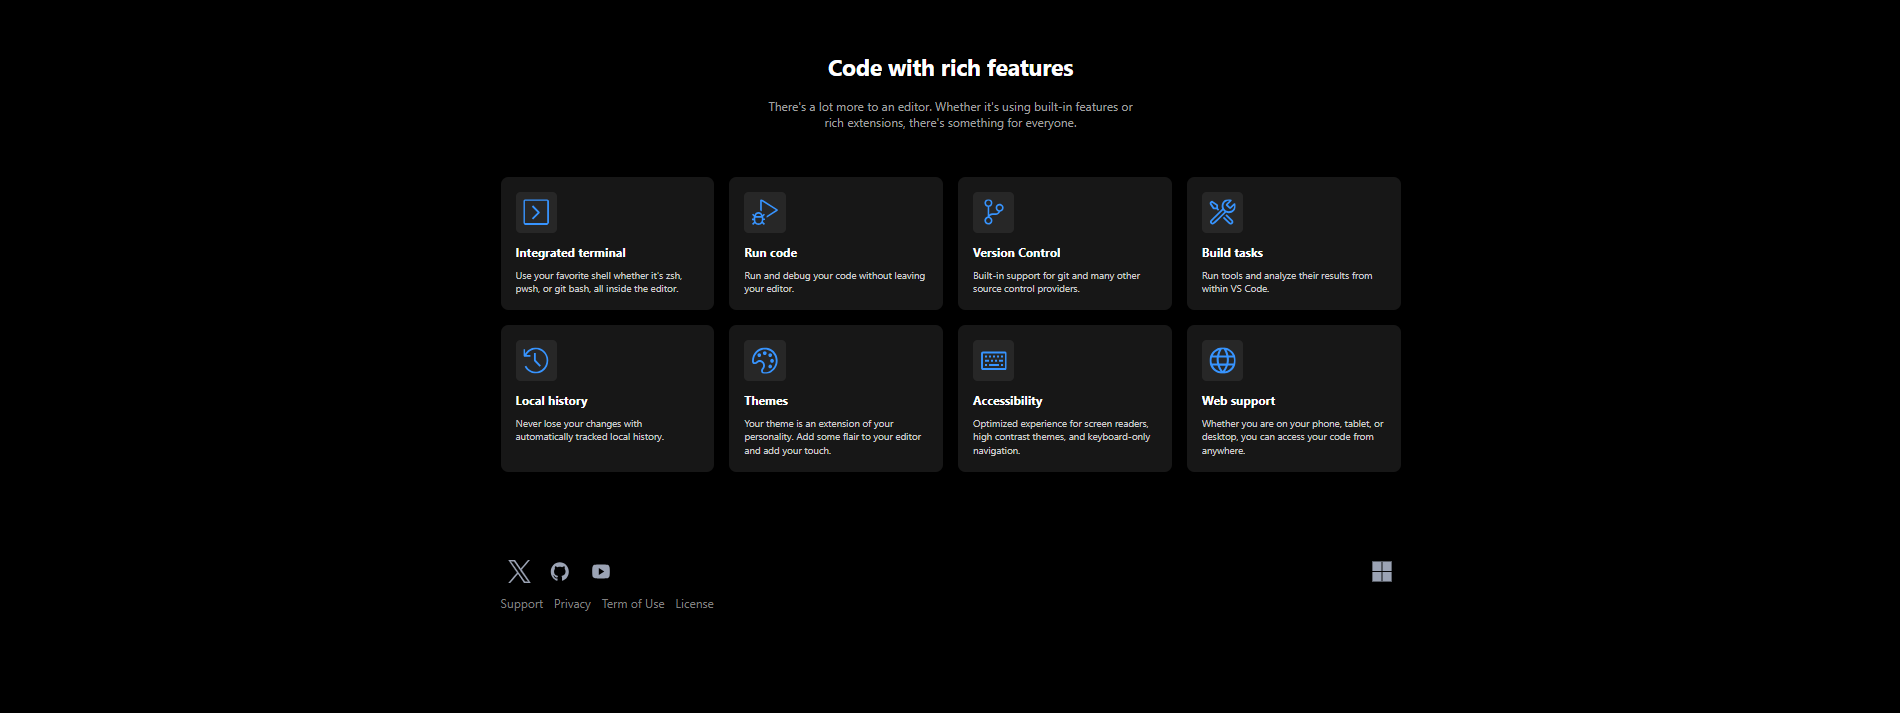 Code with rich features
There's a lot more to an editor. Whether it's using built-in features or
rich extensions, there's something for everyone.
Integrated terminal
Use your favorite shell whether it's zsh,
pwsh, or git bash, all inside the editor.
Run code
Run and debug your code without leaving
your editor.
Version Control
Built-in support for git and many other
source control providers.
Build tasks
Run tools and analyze their results from
within VS Code.
Local history
Never lose your changes with
automatically tracked local history.
Themes
Your theme is an extension of your
personality. Add some flair to your editor
and add your touch.
Accessibility
Optimized experience for screen readers,
high contrast themes, and keyboard-only
navigation.
Web support
Whether you are on your phone, tablet, or
desktop, you can access your code from
anywhere.
Support Privacy Term of Use License